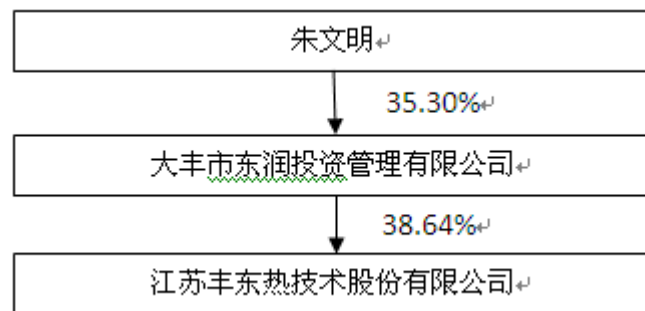 朱文明
35.30%
大丰市东润投资管理有限公司
38.64%
江苏丰东热技术股份有限公司